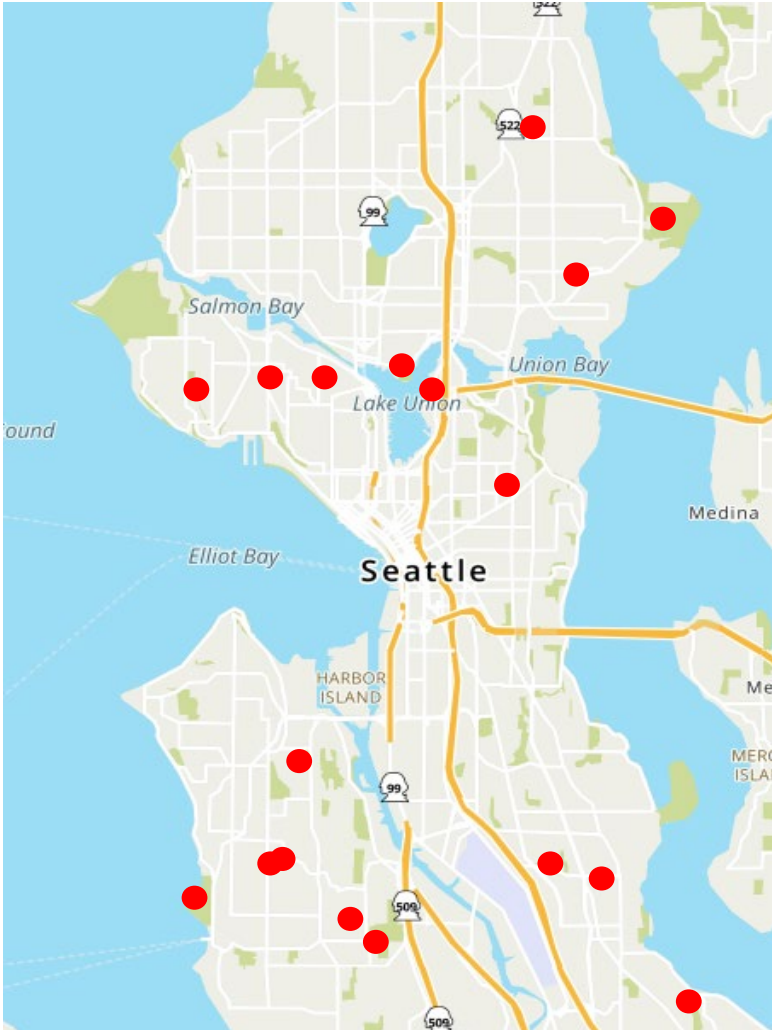 522
522
99
Salmon Bay
Union Bay
Lake Union
ound
Medina
Elliot Bay
Seattle
HARBOR
ISLAND
Me
MERC
ISLA
99
509
509